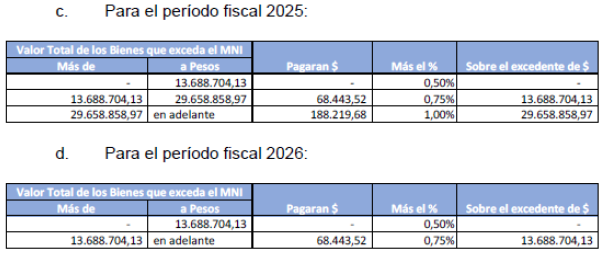 c. Para el período fiscal 2025:
Valor Total de los Bienes que exceda el MNI
Más de a Pesos Pagaran $ Más el % Sobre el excedente de $
- 13.688.704,13 - 0,50% -
13.688.704,13 29.658.858,97 68.443,52 0,75% 13.688.704,13
29.658.858,97 en adelante 188.219,68 1,00% 29.658.858,97
d. Para el período fiscal 2026:
Valor Total de los Bienes que exceda el MNI
Más de a Pesos Pagaran $ Más el % Sobre el excedente de $
- 13.688.704,13 - 0,50% -
13.688.704,13 en adelante 68.443,52 0,75% 13.688.704,13